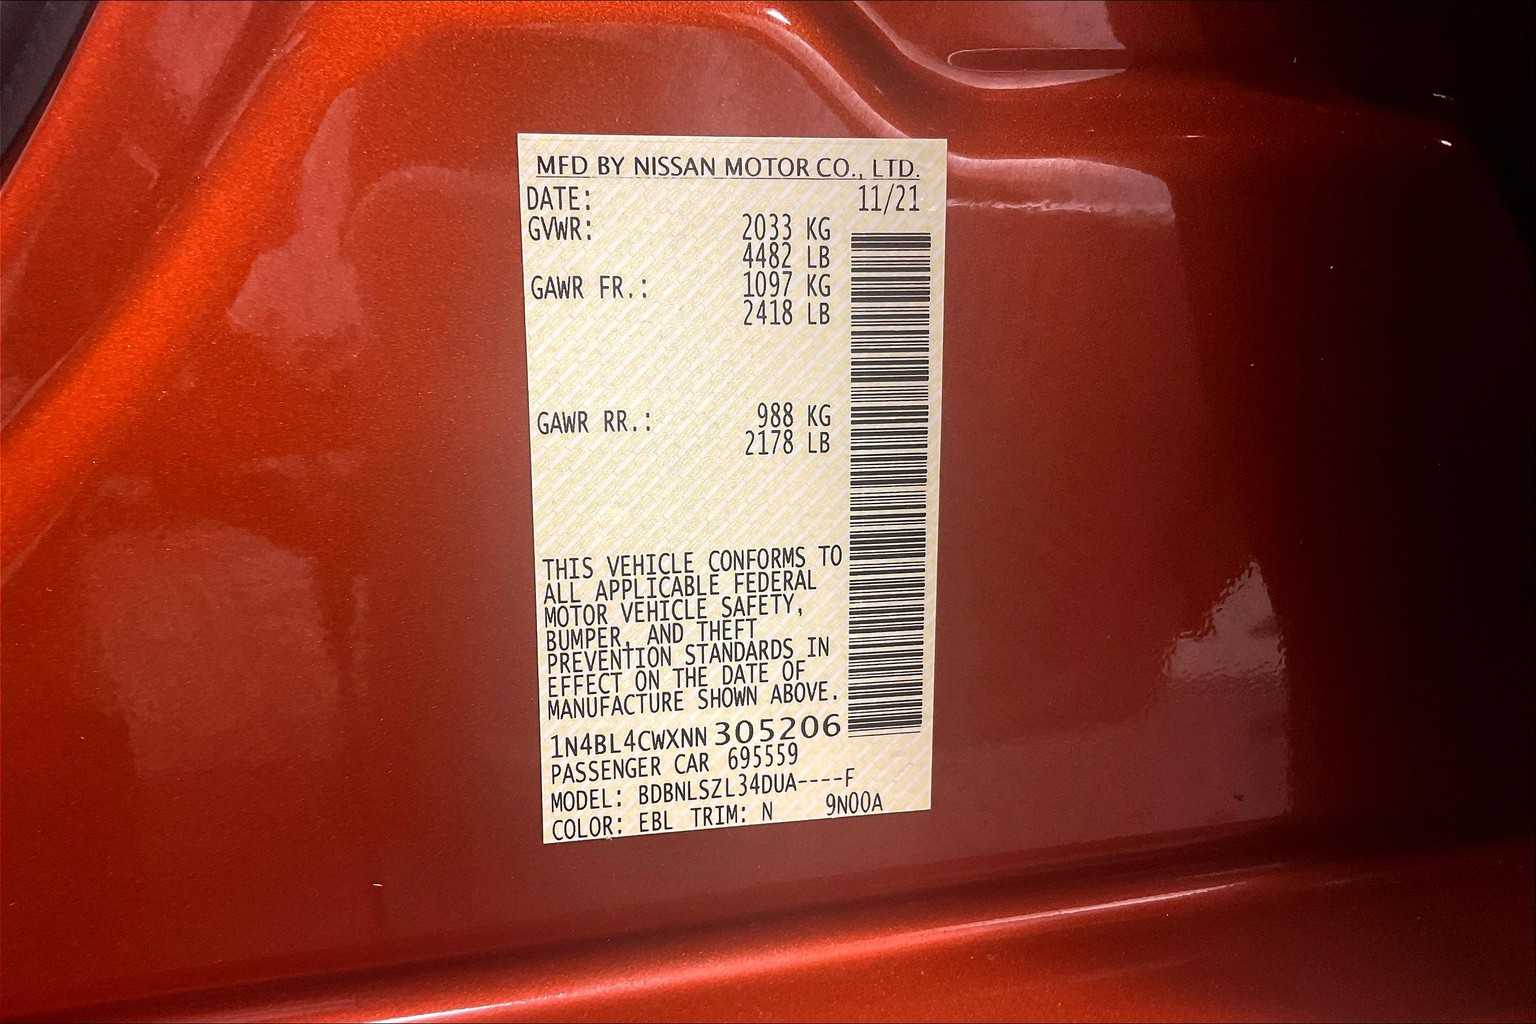 MFD BY NISSAN MOTOR CO., LTD.
DATE: 11/21
GVWR: 2033 KG
4482 LB
GAWR FR.: 1097 KG
2418 LB
GAWR RR.: 988 KG
2178 LB
THIS VEHICLE CONFORMS TO
ALL APPLICABLE FEDERAL
MOTOR VEHICLE SAFETY,
BUMPER, AND THEFT
PREVENTION STANDARDS IN
EFFECT ON THE DATE OF
MANUFACTURE SHOWN ABOVE.
1N4BL4CWXNN305206
PASSENGER CAR 695559
MODEL: BDBNLSZL34DUA----F
COLOR: EBL TRIM: N 9N00A